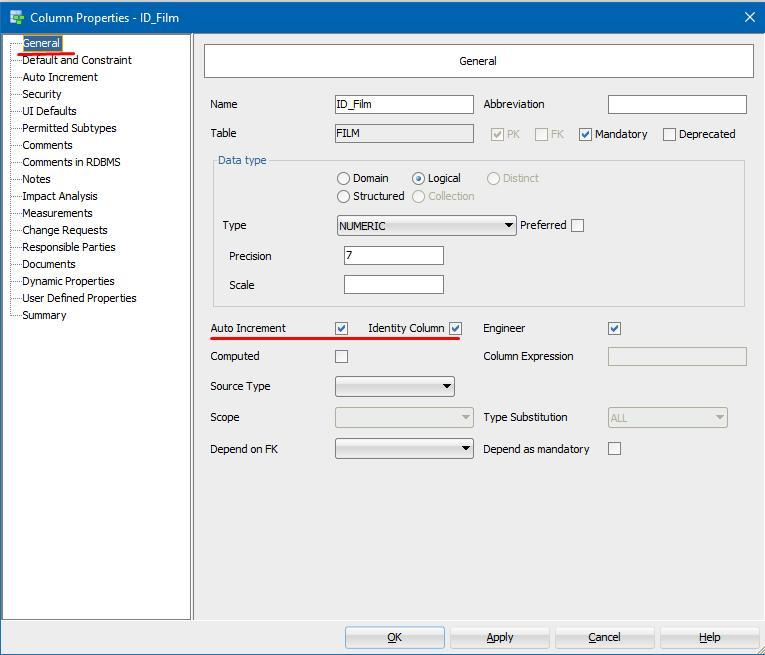 Column Properties - ID_Film
General
Default and Constraint
Auto Increment
Security
UI Defaults
Permitted Subtypes
Comments
Comments in RDBMS
Notes
Impact Analysis
Measurements
Change Requests
Responsible Parties
Documents
Dynamic Properties
User Defined Properties
Summary
General
Name ID_Film Abbreviation
Table FILM PK FK Mandatory Deprecated
Data type
Domain Logical Distinct
Structured Collection
Type NUMERIC Preferred
Precision 7
Scale
Auto Increment Identity Column Engineer
Computed Column Expression
Source Type
Scope Type Substitution ALL
Depend on FK Depend as mandatory
OK Apply Cancel Help